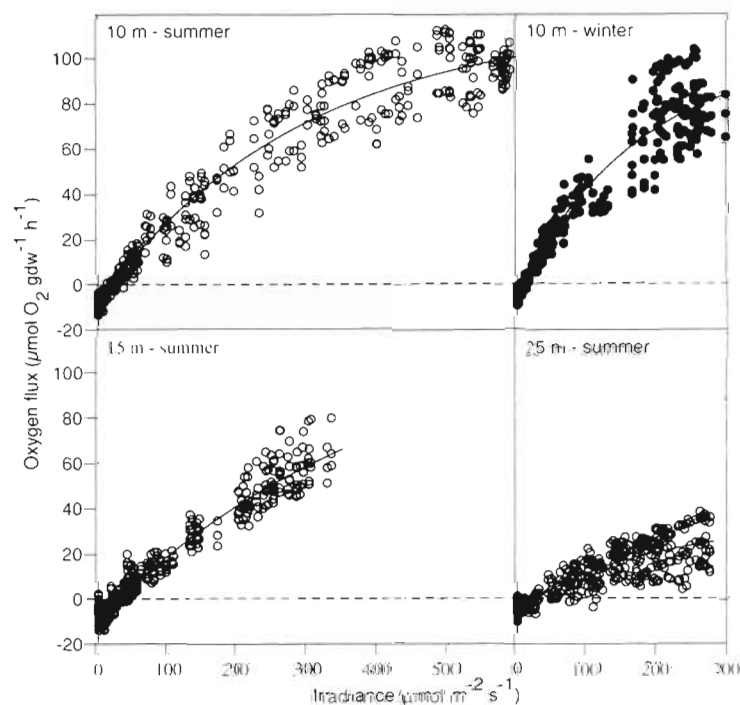 10 m - summer
10 m - winter
100
80
60
40
20
0
-20
15 m - summer
25 m - summer
100
80
60
40
20
0
-20
Oxygen flux (µmol O₂ gdw⁻¹ h⁻¹)
0 100 200 300 400 500 0 100 200 300
Irradiance (µmol m⁻² s⁻¹)